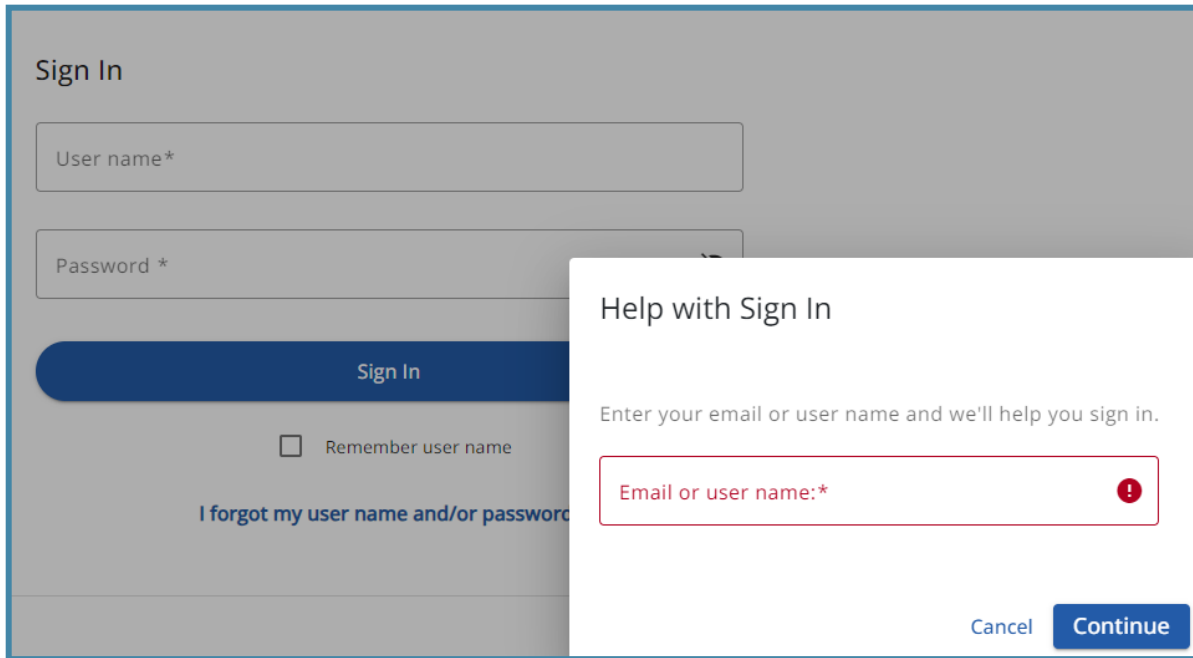 Sign In
User name*
Password *
Sign In
Remember user name
I forgot my user name and/or password
Help with Sign In
Enter your email or user name and we'll help you sign in.
Email or user name:*
Cancel
Continue